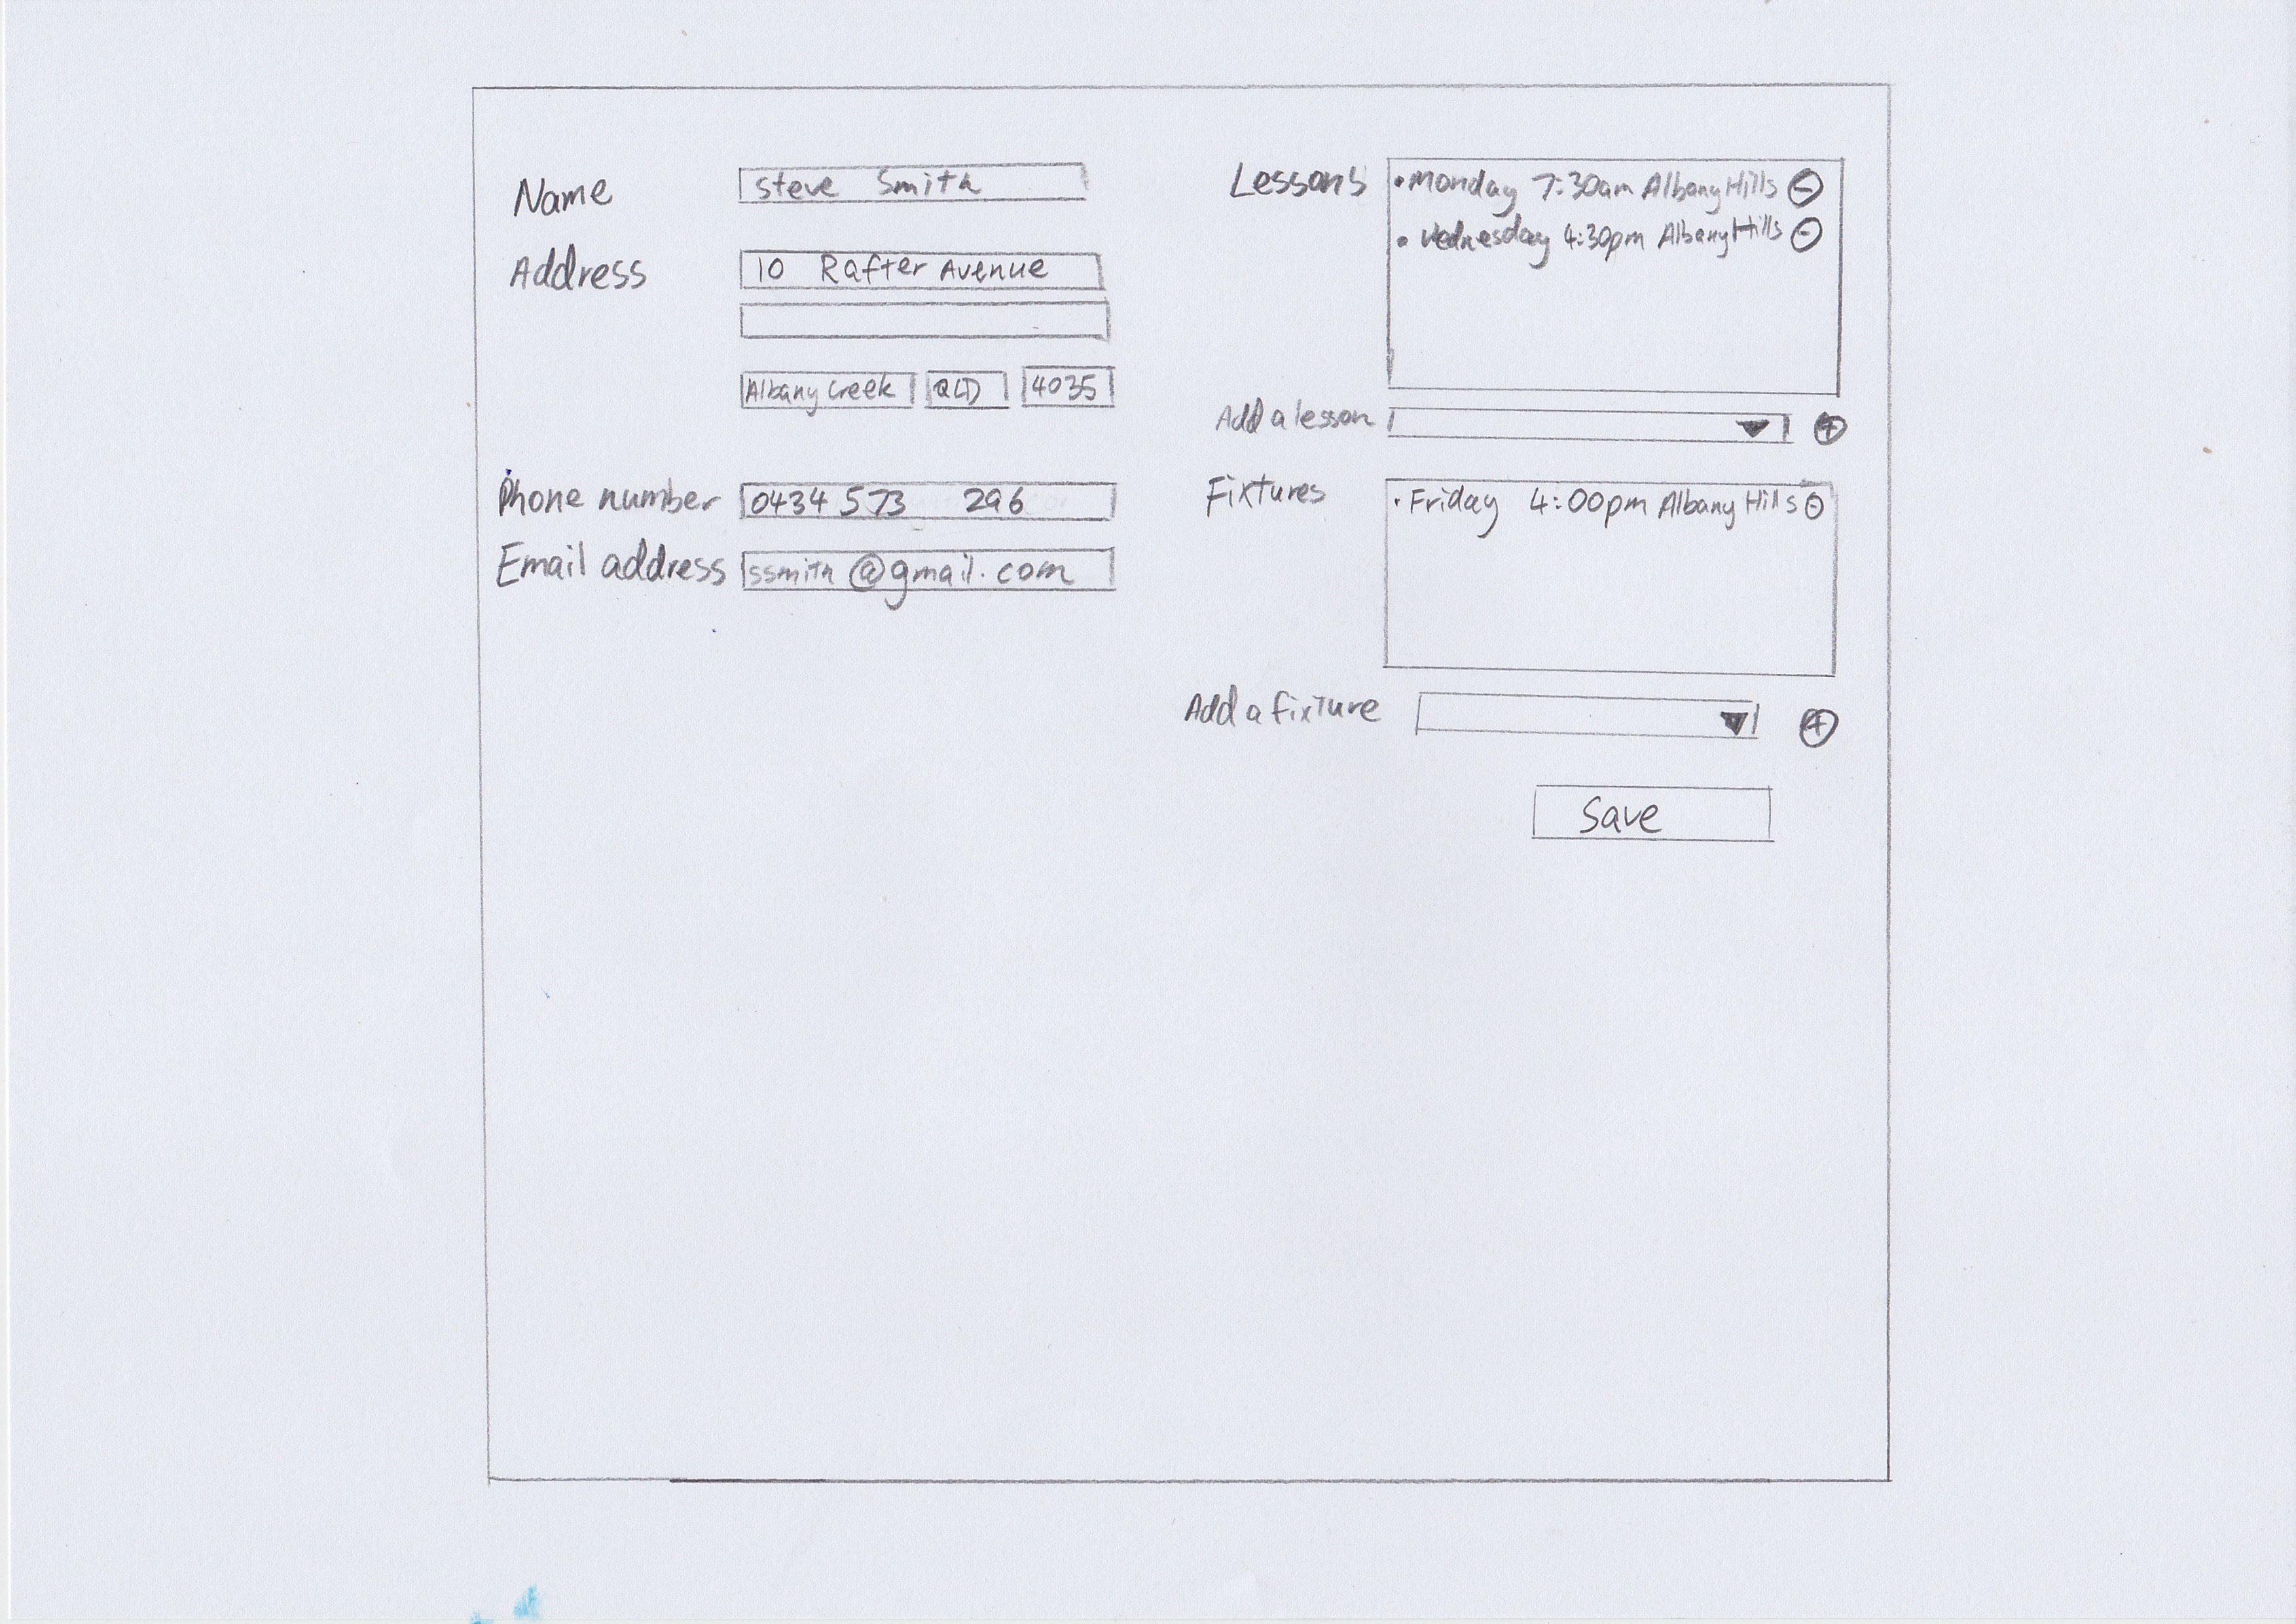 Name steve Smith
Address 10 Rafter Avenue
Albany Creek QLD 4035
Phone number 0434 573 296
Email address ssmith@gmail.com
Lessons
• Monday 7:30am Albany Hills -
• Wednesday 4:30pm Albany Hills -
Add a lesson +
Fixtures
• Friday 4:00pm Albany Hills -
Add a fixture +
Save